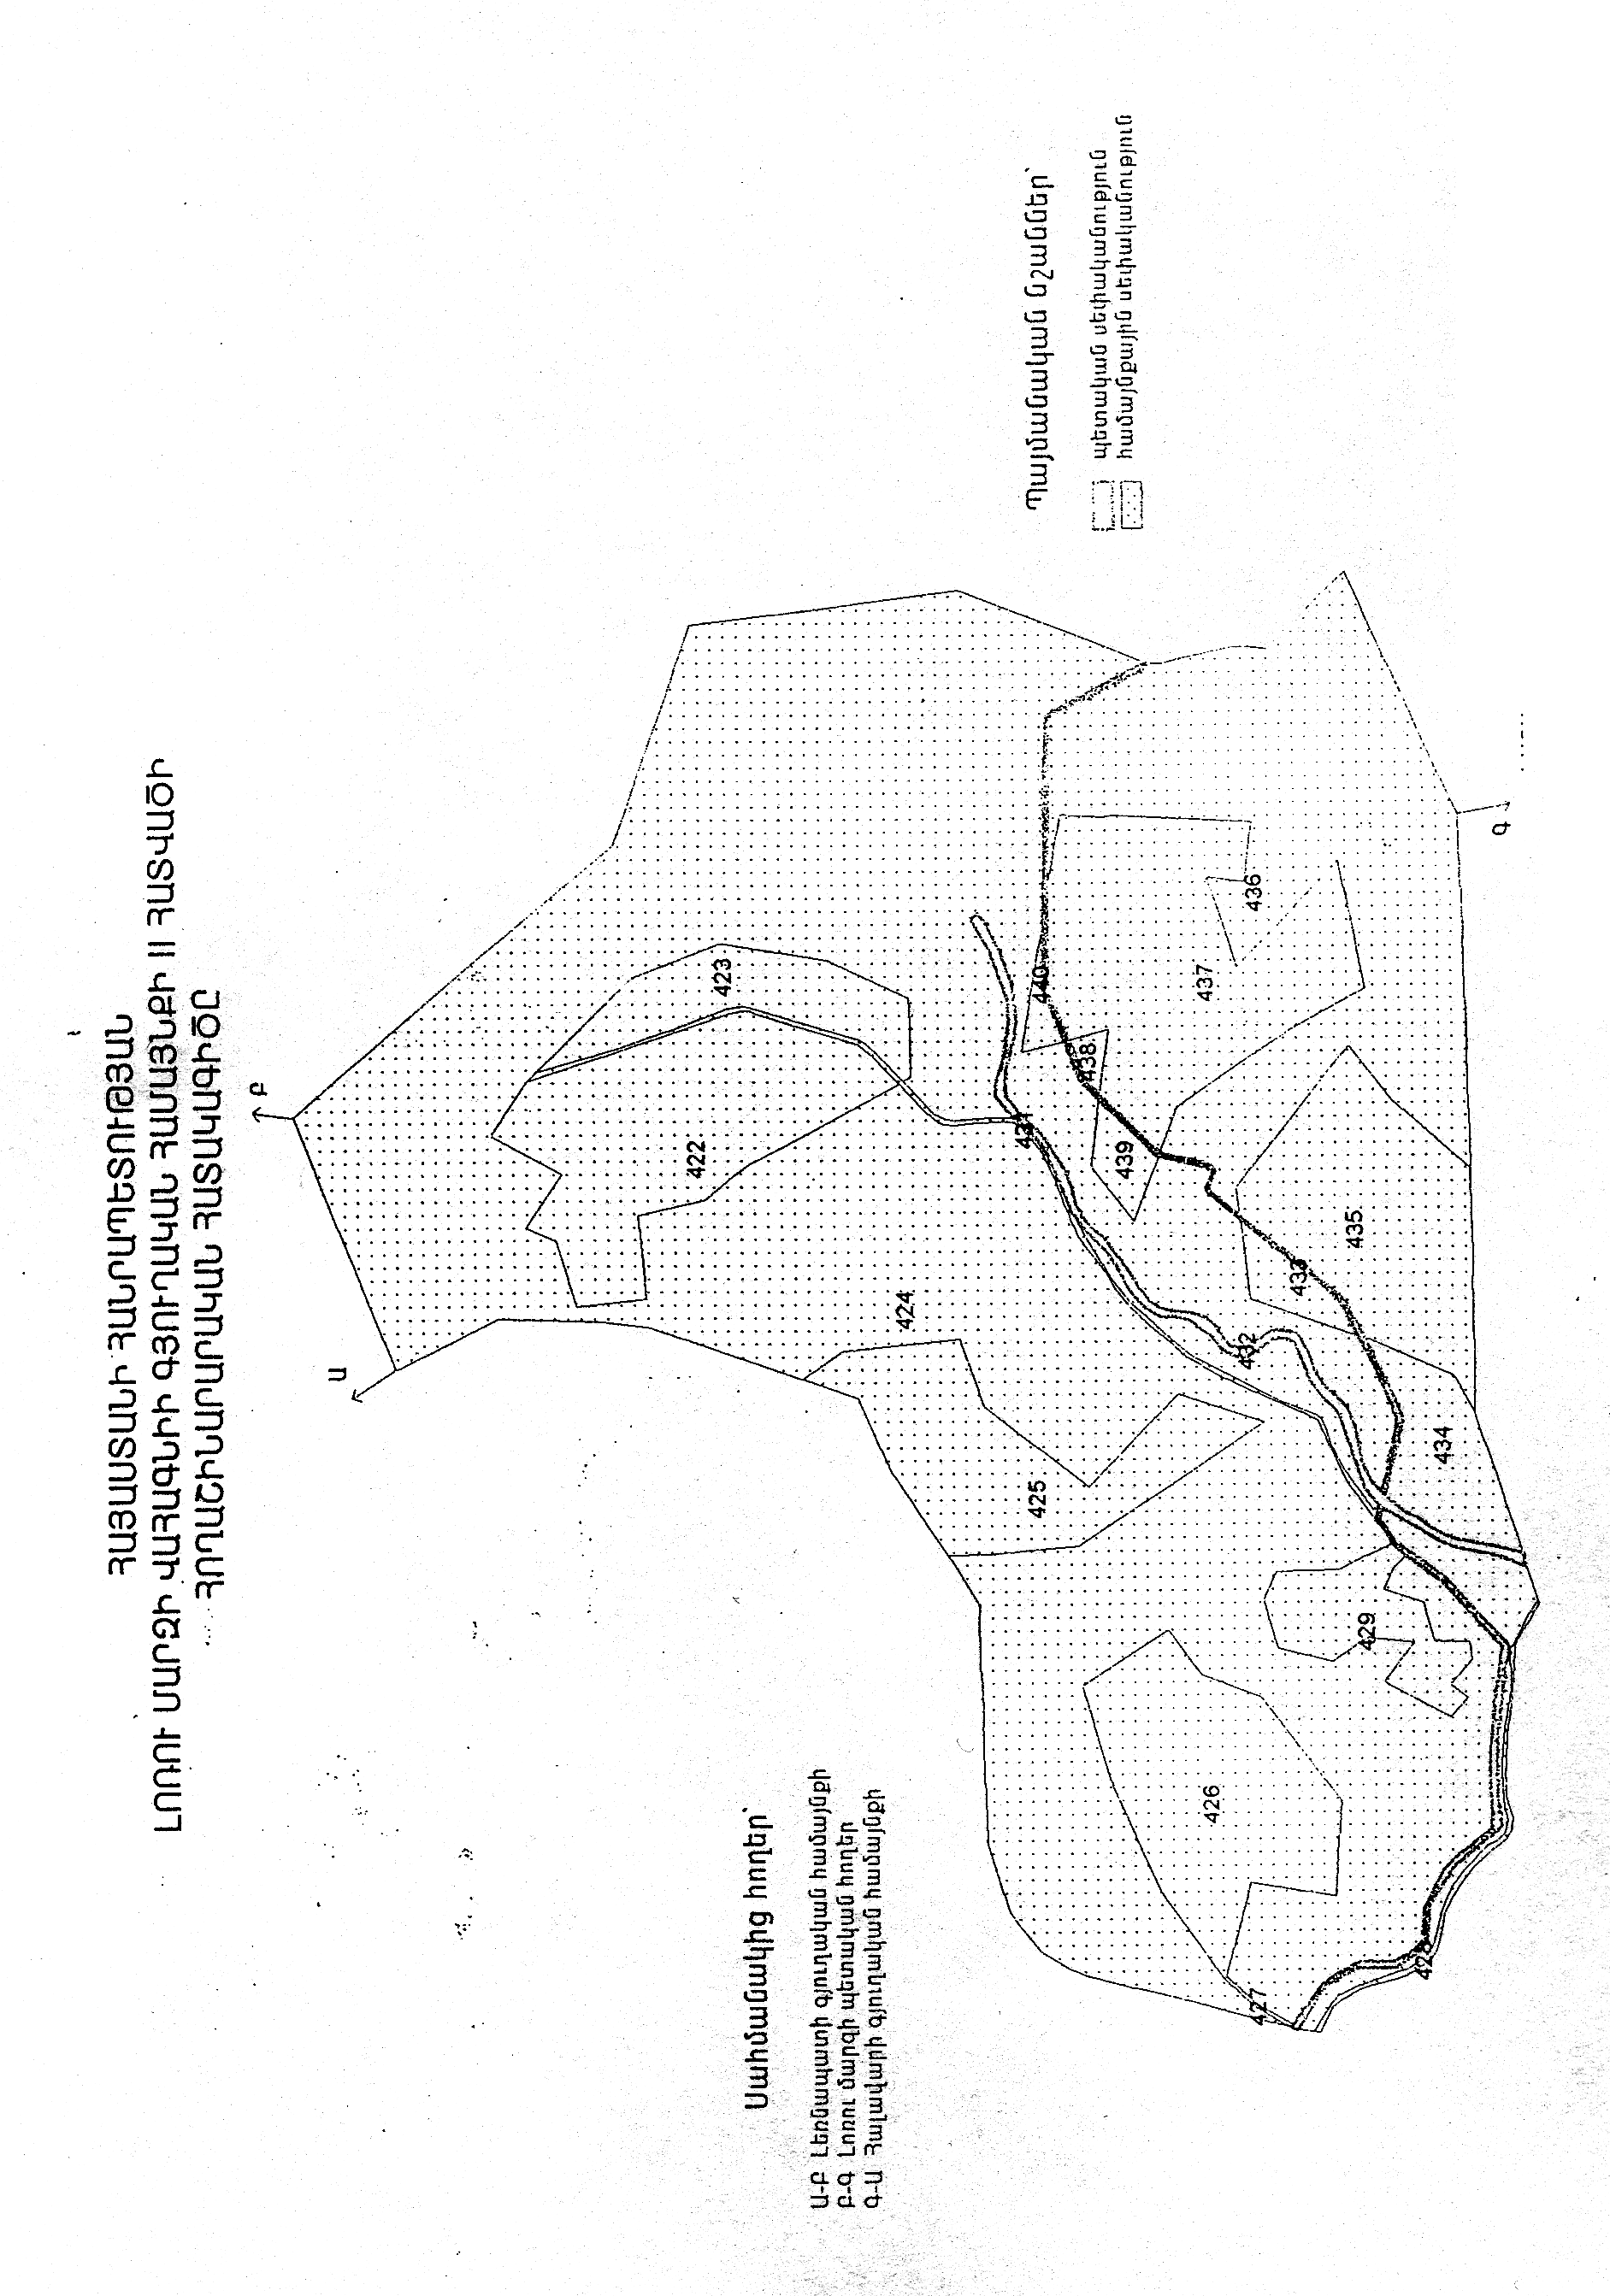 ՀԱՅԱՍՏԱՆԻ ՀԱՆՐԱՊԵՏՈՒԹՅԱՆ
ԼՈՌՈՒ ՄԱՐԶԻ ՎԱՀԱԳՆԻԻ ԳՅՈՒՂԱԿԱՆ ՀԱՄԱՅՆՔԻ II ՀԱՏՎԱԾԻ
ՀՈՂԱՇԻՆԱՐԱՐԱԿԱՆ ՀԱՏԱԿԱԳԻԾԸ
Ա
Բ
Գ
422
423
424
425
426
427
428
429
431
432
433
434
435
436
437
438
439
440
Սահմանակից հողեր՝
Ա-Բ Լեռնապատի գյուղական համայնքի
Բ-Գ Լոռու մարզի պետական հողեր
Գ-Ա Հալավարի գյուղական համայնքի
Պայմանական նշաններ՝
պետական սեփականություն
համայնքային սեփականություն